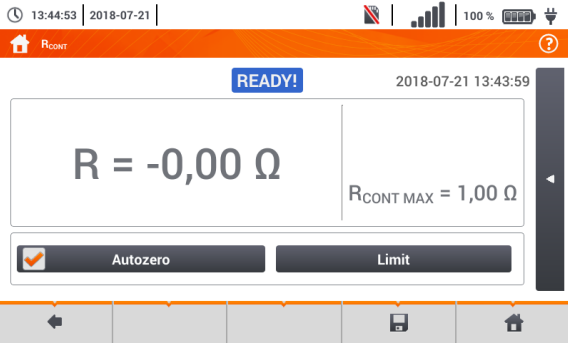 13:44:53 2018-07-21 100 %
RCONT
READY! 2018-07-21 13:43:59
R = -0,00 Ω
RCONT MAX = 1,00 Ω
Autozero Limit